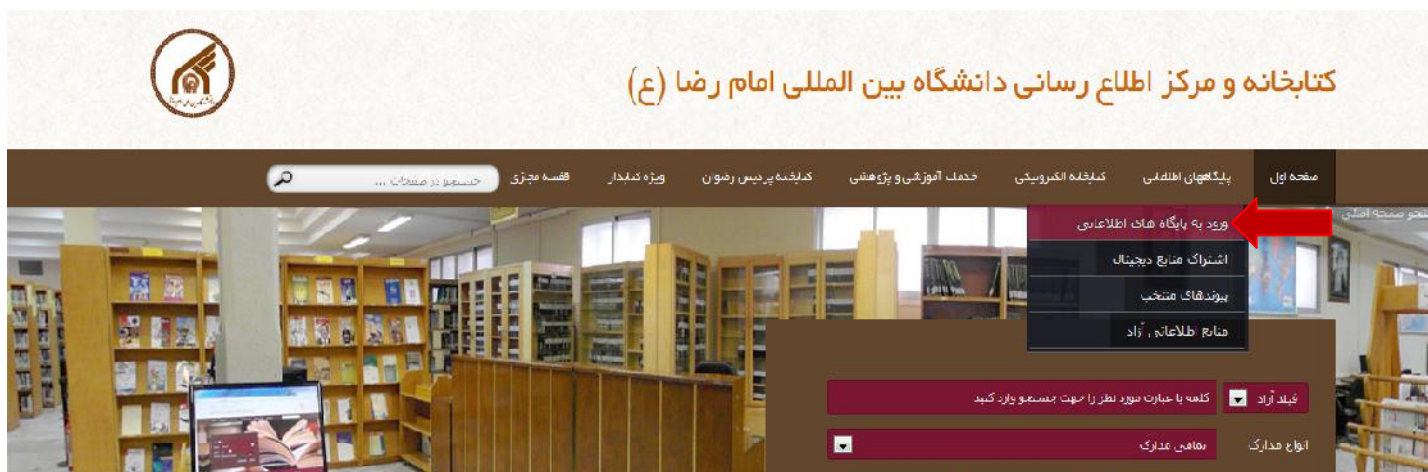 کتابخانه و مرکز اطلاع رسانی دانشگاه بین المللی امام رضا (ع)
صفحه اول
پایگاههای اطلاعاتی
کتابخانه الکترونیکی
خدمات آموزشی و پژوهشی
کتابخانه پردیس رضوان
ویژه کتابدار
قفسه مجازی
جستجو در صفحات ...
ورود به پایگاه های اطلاعاتی
اشتراک منابع دیجیتال
پیوندهای منتخب
منابع اطلاعاتی آزاد
فیلد آزاد
کلمه یا عبارت مورد نظر را جهت جستجو وارد کنید
انواع مدارک
تمامی مدارک